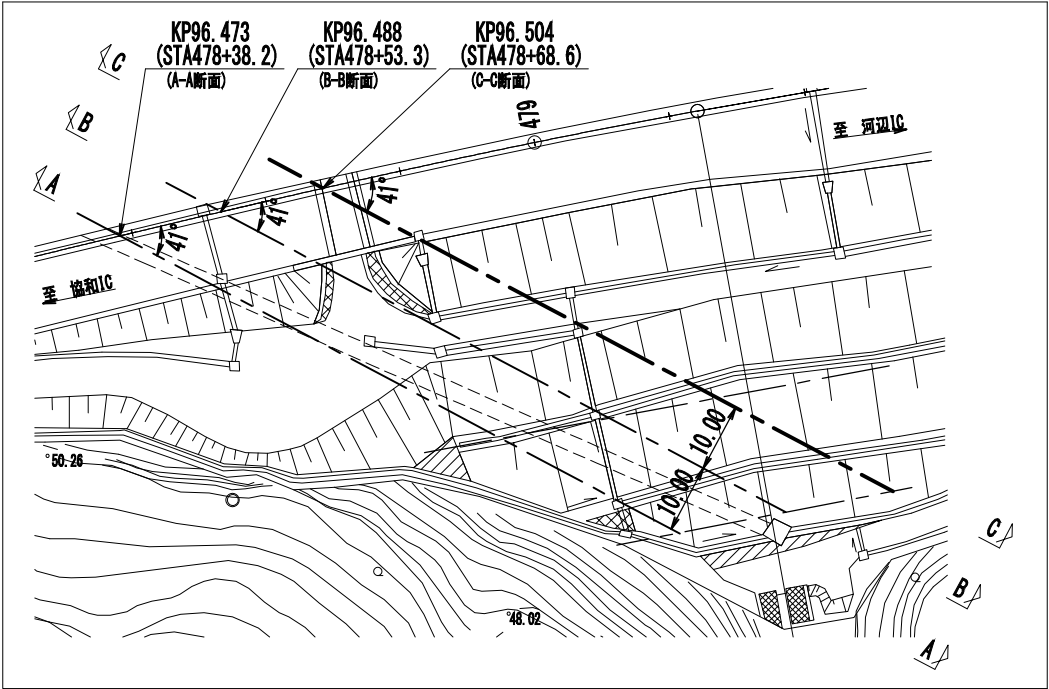 KP96.473
(STA478+38.2)
(A-A断面)
KP96.488
(STA478+53.3)
(B-B断面)
KP96.504
(STA478+68.6)
(C-C断面)
C
B
A
479
至 河辺IC
41°
41°
41°
至 協和IC
10.00
10.00
°50.26
°48.02
C
B
A